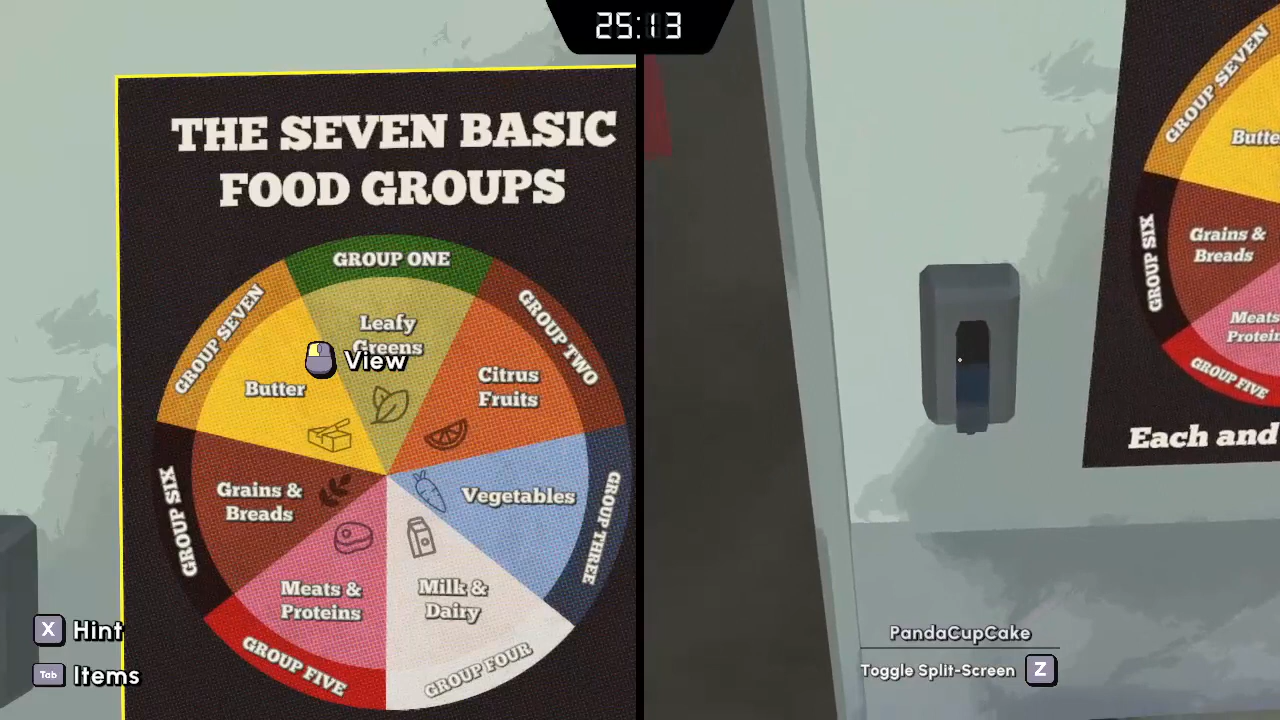 25:13
THE SEVEN BASIC
FOOD GROUPS
GROUP ONE
Leafy
Greens
GROUP TWO
Citrus
Fruits
GROUP THREE
Vegetables
GROUP FOUR
Milk &
Dairy
GROUP FIVE
Meats &
Proteins
GROUP SIX
Grains &
Breads
GROUP SEVEN
Butter
View
X Hint
Tab Items
GROUP SEVEN
GROUP SIX
Grains &
Breads
Meats
GROUP FIVE
Each and
PandaCupCake
Toggle Split-Screen Z